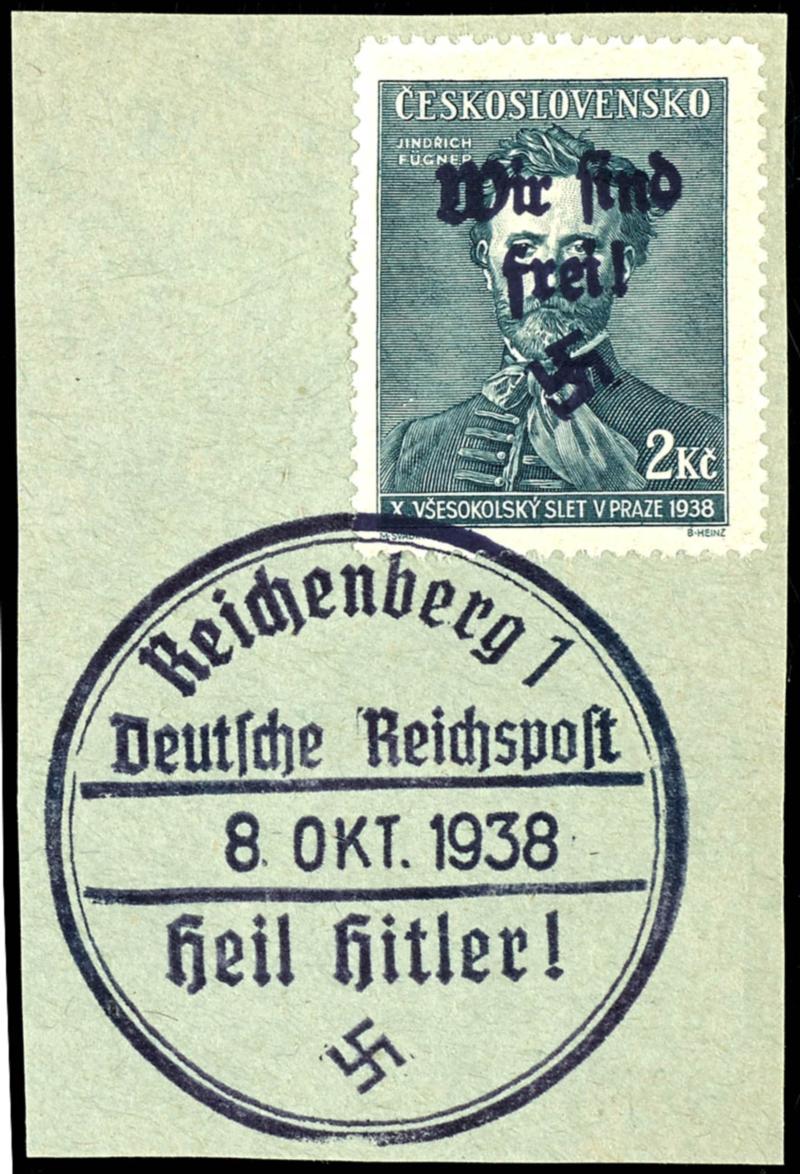 ČESKOSLOVENSKO
JINDŘICH
FÜGNER
Wir sind
frei!
2Kč
X. VŠESOKOLSKÝ SLET V PRAZE 1938
B·HEINZ
Reichenberg 1
Deutsche Reichspost
8. OKT. 1938
Heil Hitler!